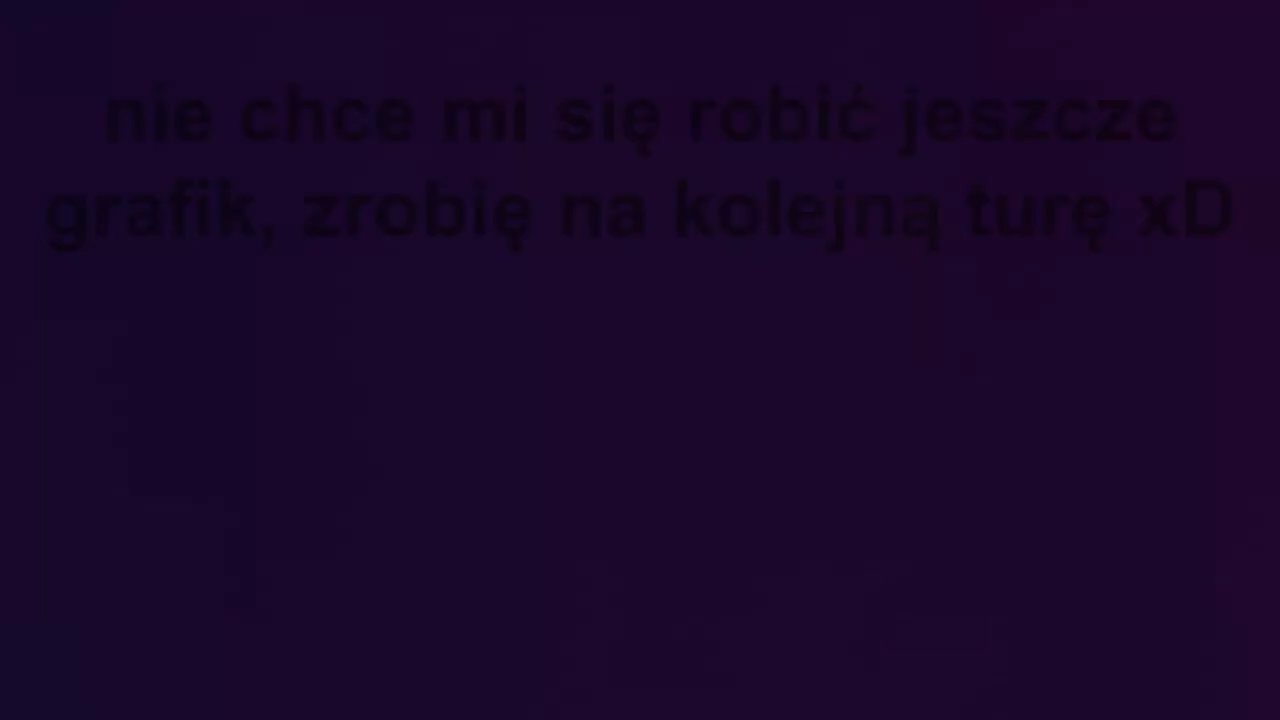 nie chce mi się robić jeszcze
grafik, zrobię na kolejną turę xD